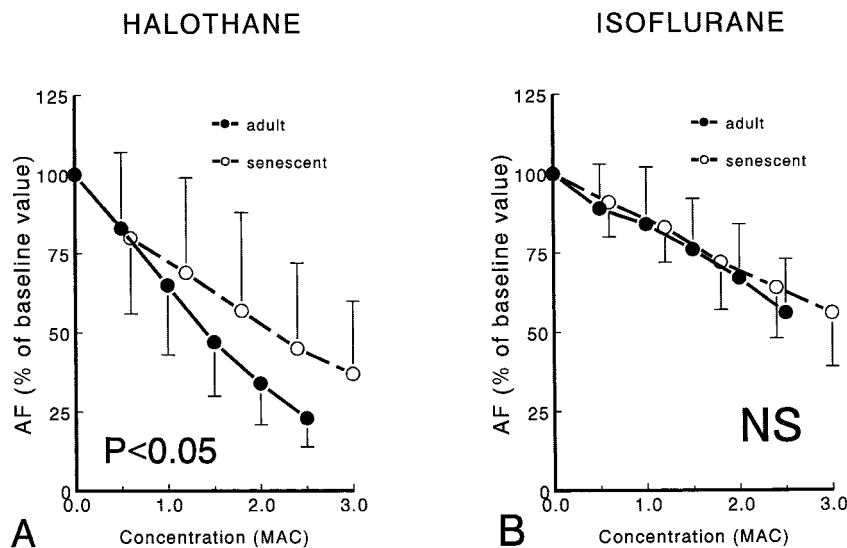 HALOTHANE
125
100
75
50
25
0
AF (% of baseline value)
adult
senescent
P<0.05
0.0 1.0 2.0 3.0
Concentration (MAC)
A
ISOFLURANE
125
100
75
50
25
0
AF (% of baseline value)
adult
senescent
NS
0.0 1.0 2.0 3.0
Concentration (MAC)
B